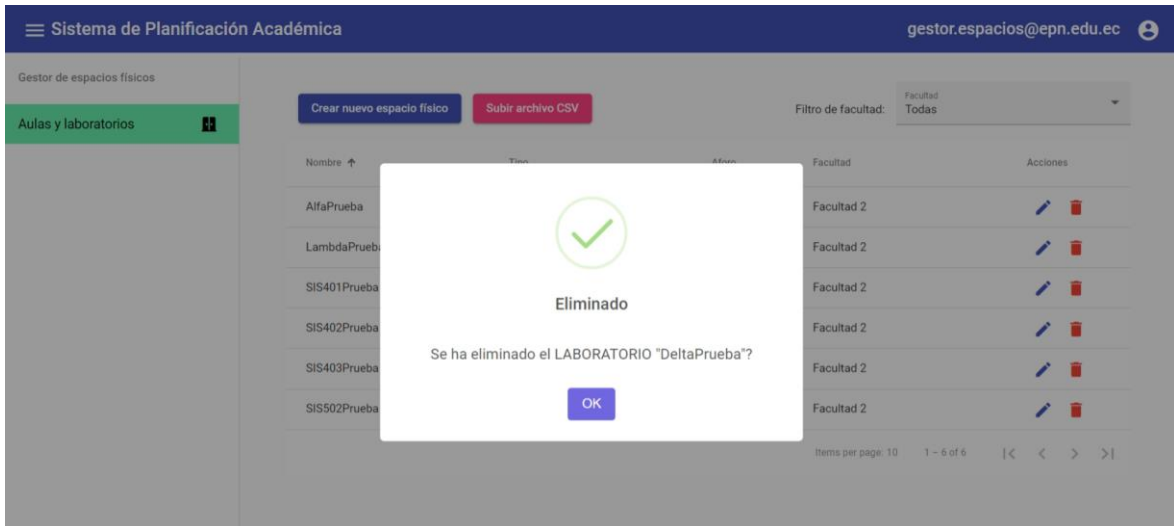 Sistema de Planificación Académica gestor.espacios@epn.edu.ec
Gestor de espacios físicos
Aulas y laboratorios
Crear nuevo espacio físico Subir archivo CSV Filtro de facultad: Facultad Todas
Nombre Tipo Aforo Facultad Acciones
AlfaPrueba Facultad 2
LambdaPrueba Facultad 2
SIS401Prueba Facultad 2
SIS402Prueba Facultad 2
SIS403Prueba Facultad 2
SIS502Prueba Facultad 2
Eliminado
Se ha eliminado el LABORATORIO "DeltaPrueba"?
OK
Items per page: 10 1 – 6 of 6